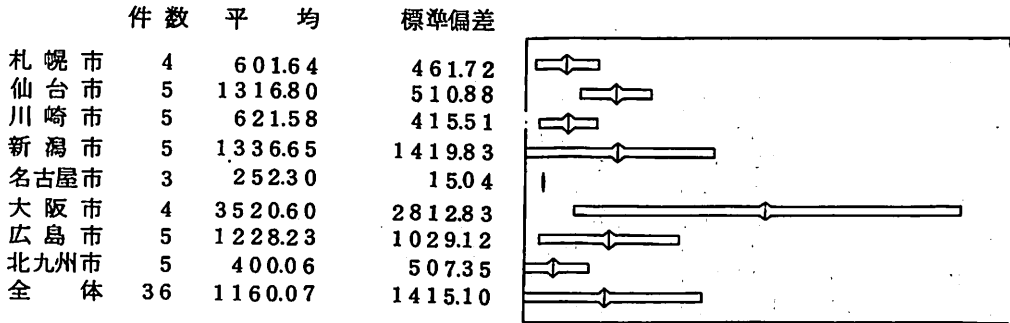 件数 平均 標準偏差
札幌市 4 601.64 461.72
仙台市 5 1316.80 510.88
川崎市 5 621.58 415.51
新潟市 5 1336.65 1419.83
名古屋市 3 252.30 15.04
大阪市 4 3520.60 2812.83
広島市 5 1228.23 1029.12
北九州市 5 400.06 507.35
全体 36 1160.07 1415.10